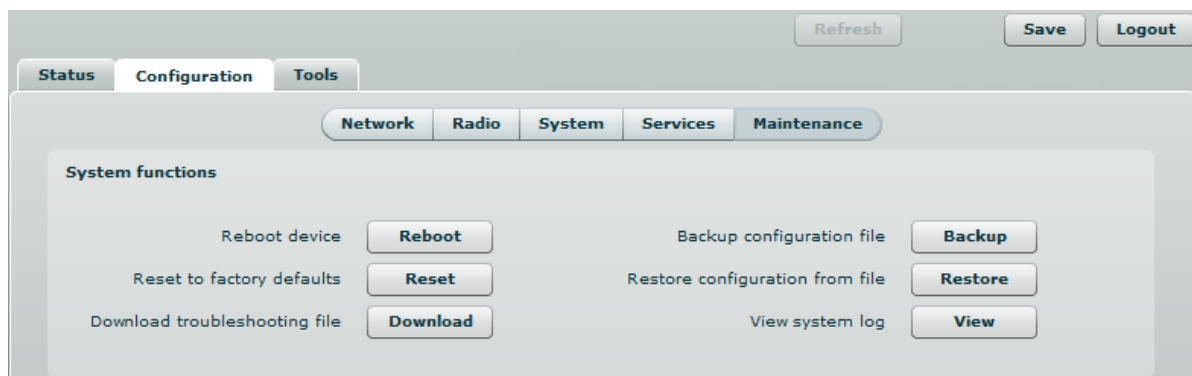 Refresh Save Logout
Status Configuration Tools
Network Radio System Services Maintenance
System functions
Reboot device Reboot Backup configuration file Backup
Reset to factory defaults Reset Restore configuration from file Restore
Download troubleshooting file Download View system log View